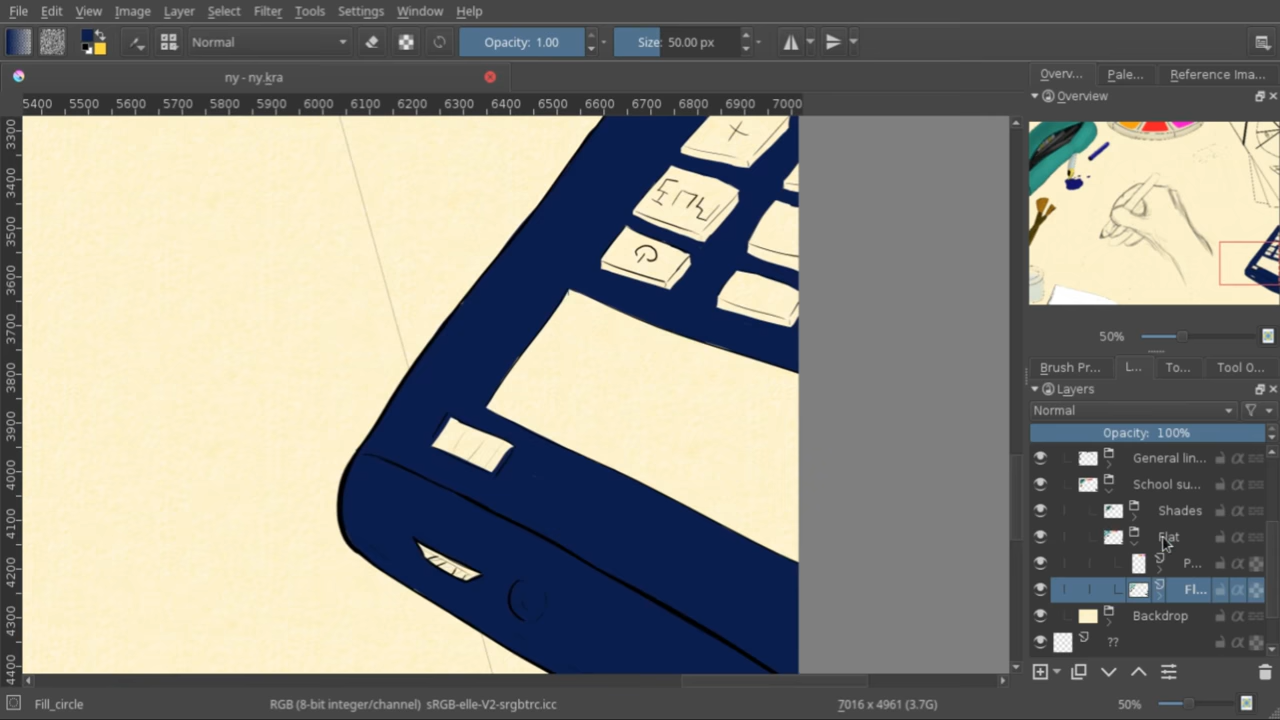 File Edit View Image Layer Select Filter Tools Settings Window Help
Normal Opacity: 1.00 Size: 50.00 px
ny - ny.kra
Overv... Pale... Reference Ima...
Overview
5400 5500 5600 5700 5800 5900 6000 6100 6200 6300 6400 6500 6600 6700 6800 6900 7000
3300
3400
3500
3600
3700
3800
3900
4000
4100
4200
4300
4400
+
50%
Brush Pr... L... To... Tool O...
Layers
Normal
Opacity: 100%
General lin...
School su...
Shades
Flat
P...
Fl...
Backdrop
??
Fill_circle RGB (8-bit integer/channel) sRGB-elle-V2-srgbtrc.icc 7016 x 4961 (3.7G) 50%